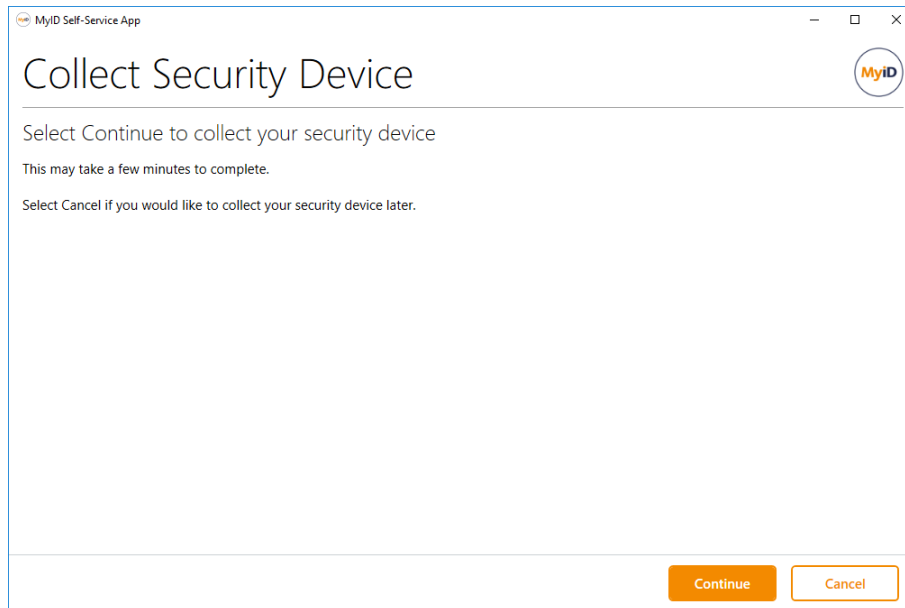 MyID Self-Service App
Collect Security Device
MyiD
Select Continue to collect your security device
This may take a few minutes to complete.
Select Cancel if you would like to collect your security device later.
Continue
Cancel